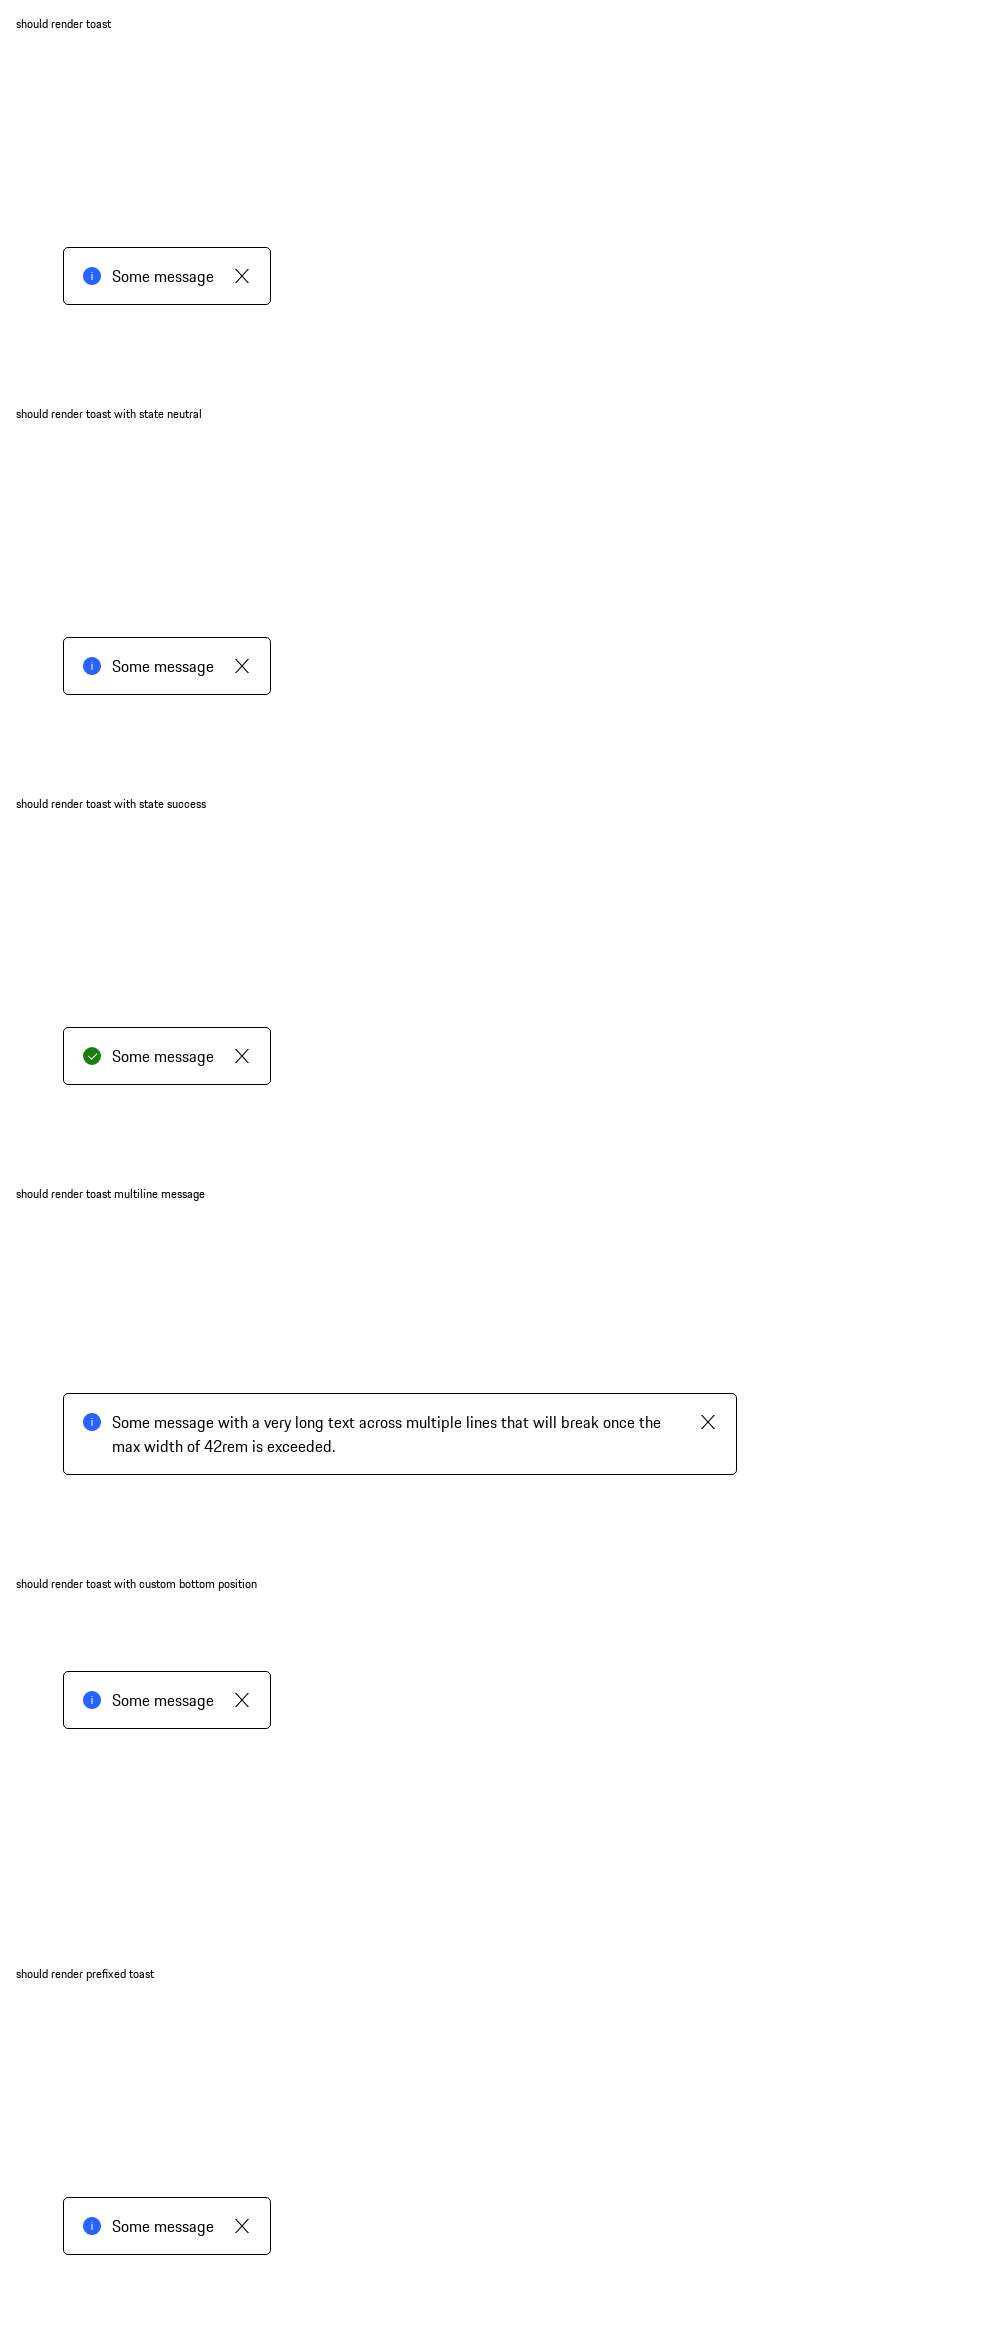 should render toast
Some message
should render toast with state neutral
Some message
should render toast with state success
Some message
should render toast multiline message
Some message with a very long text across multiple lines that will break once the
max width of 42rem is exceeded.
should render toast with custom bottom position
Some message
should render prefixed toast
Some message